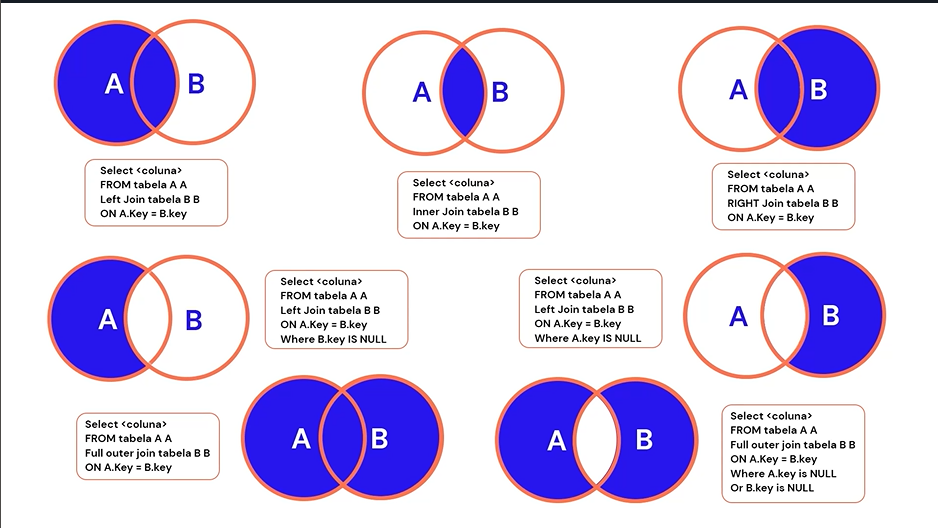 A B
Select <coluna>
FROM tabela A A
Left Join tabela B B
ON A.Key = B.key
A B
Select <coluna>
FROM tabela A A
Inner Join tabela B B
ON A.Key = B.key
A B
Select <coluna>
FROM tabela A A
RIGHT Join tabela B B
ON A.Key = B.key
A B
Select <coluna>
FROM tabela A A
Left Join tabela B B
ON A.Key = B.key
Where B.key IS NULL
Select <coluna>
FROM tabela A A
Left Join tabela B B
ON A.Key = B.key
Where A.key IS NULL
A B
Select <coluna>
FROM tabela A A
Full outer join tabela B B
ON A.Key = B.key
A B
A B
Select <coluna>
FROM tabela A A
Full outer join tabela B B
ON A.Key = B.key
Where A.key is NULL
Or B.key is NULL